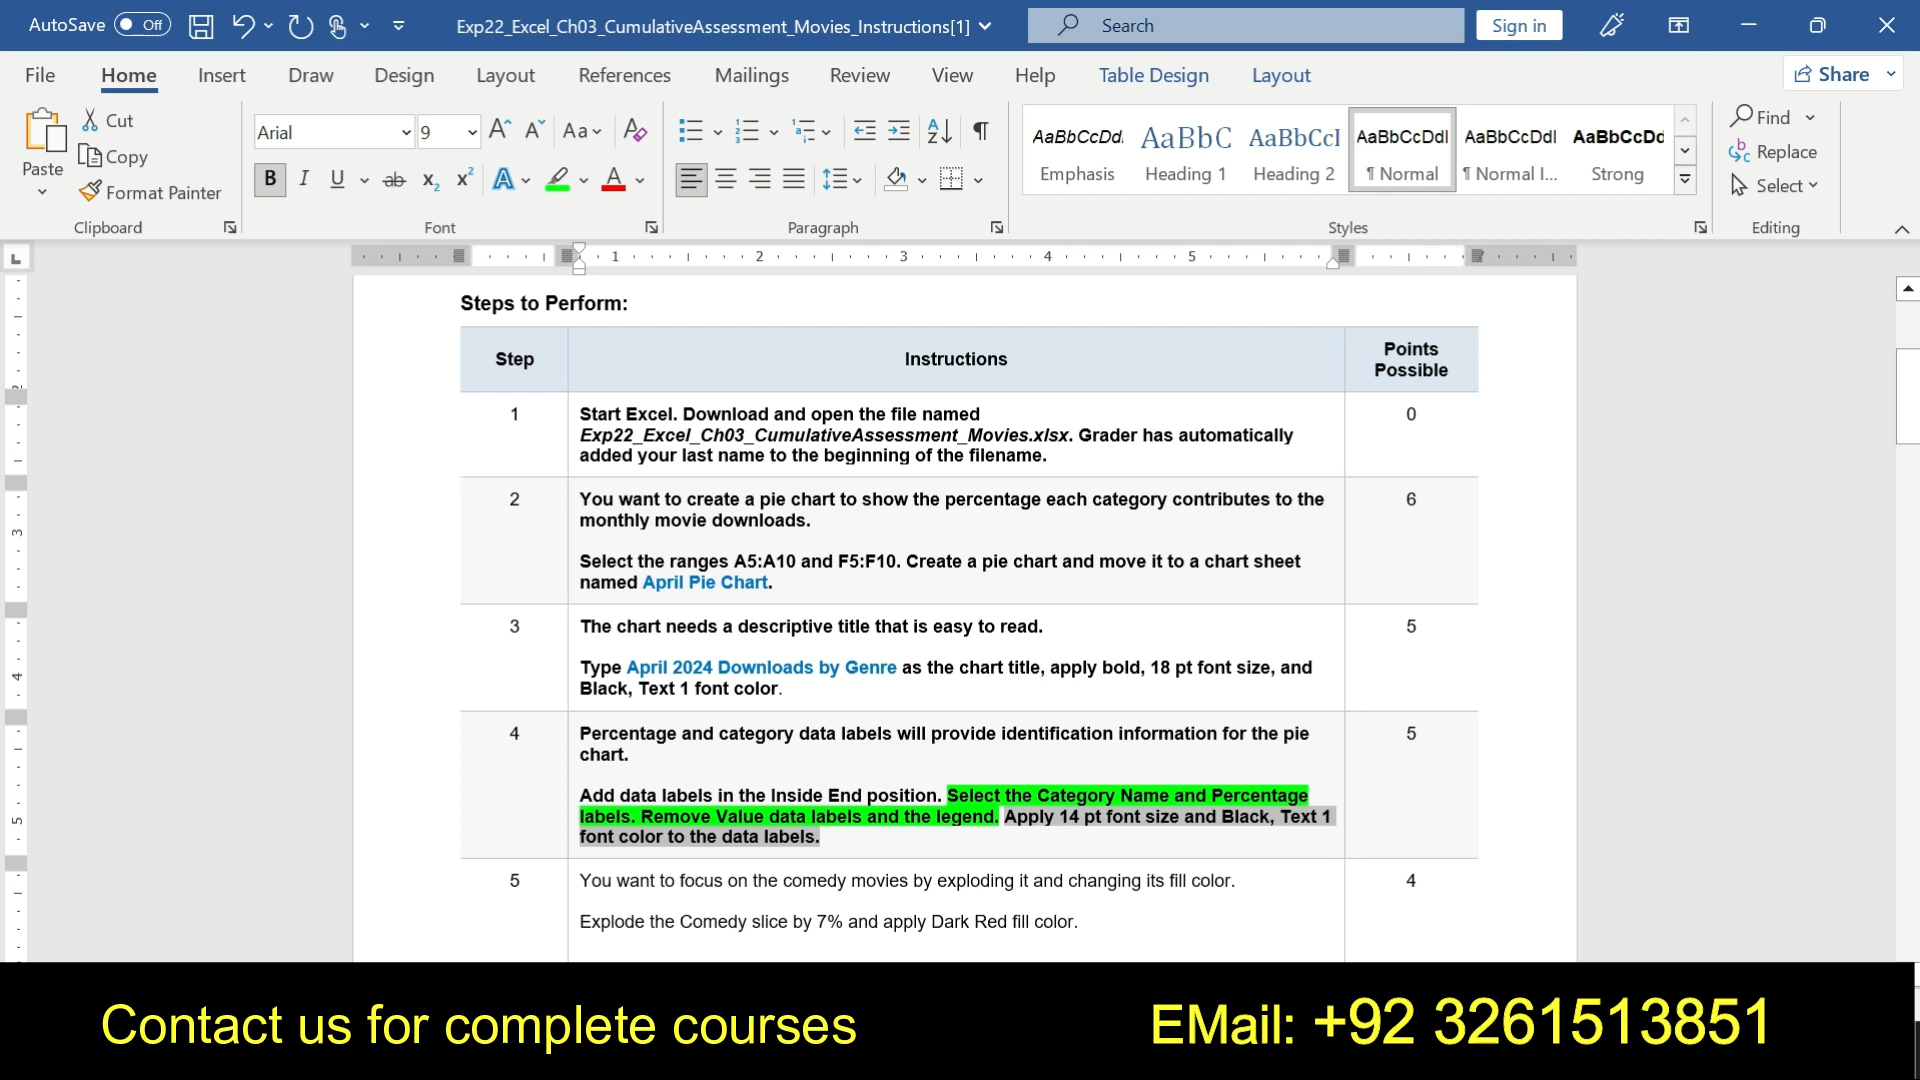 AutoSave Off Exp22_Excel_Ch03_CumulativeAssessment_Movies_Instructions[1] Search Sign in
File Home Insert Draw Design Layout References Mailings Review View Help Table Design Layout Share
Paste
Cut
Copy
Format Painter
Clipboard
Arial 9
Font
Paragraph
AaBbCcDd. AaBbC AaBbCcI AaBbCcDdI AaBbCcDdI AaBbCcDd
Emphasis Heading 1 Heading 2 ¶ Normal ¶ Normal I... Strong
Styles
Find
Replace
Select
Editing
1 2 3 4 5 7
Steps to Perform:
Step Instructions Points Possible
1 Start Excel. Download and open the file named
Exp22_Excel_Ch03_CumulativeAssessment_Movies.xlsx. Grader has automatically
added your last name to the beginning of the filename. 0
2 You want to create a pie chart to show the percentage each category contributes to the
monthly movie downloads. 6
Select the ranges A5:A10 and F5:F10. Create a pie chart and move it to a chart sheet
named April Pie Chart.
3 The chart needs a descriptive title that is easy to read. 5
Type April 2024 Downloads by Genre as the chart title, apply bold, 18 pt font size, and
Black, Text 1 font color.
4 Percentage and category data labels will provide identification information for the pie
chart. 5
Add data labels in the Inside End position. Select the Category Name and Percentage
labels. Remove Value data labels and the legend. Apply 14 pt font size and Black, Text 1
font color to the data labels.
5 You want to focus on the comedy movies by exploding it and changing its fill color. 4
Explode the Comedy slice by 7% and apply Dark Red fill color.
Contact us for complete courses EMail: +92 3261513851